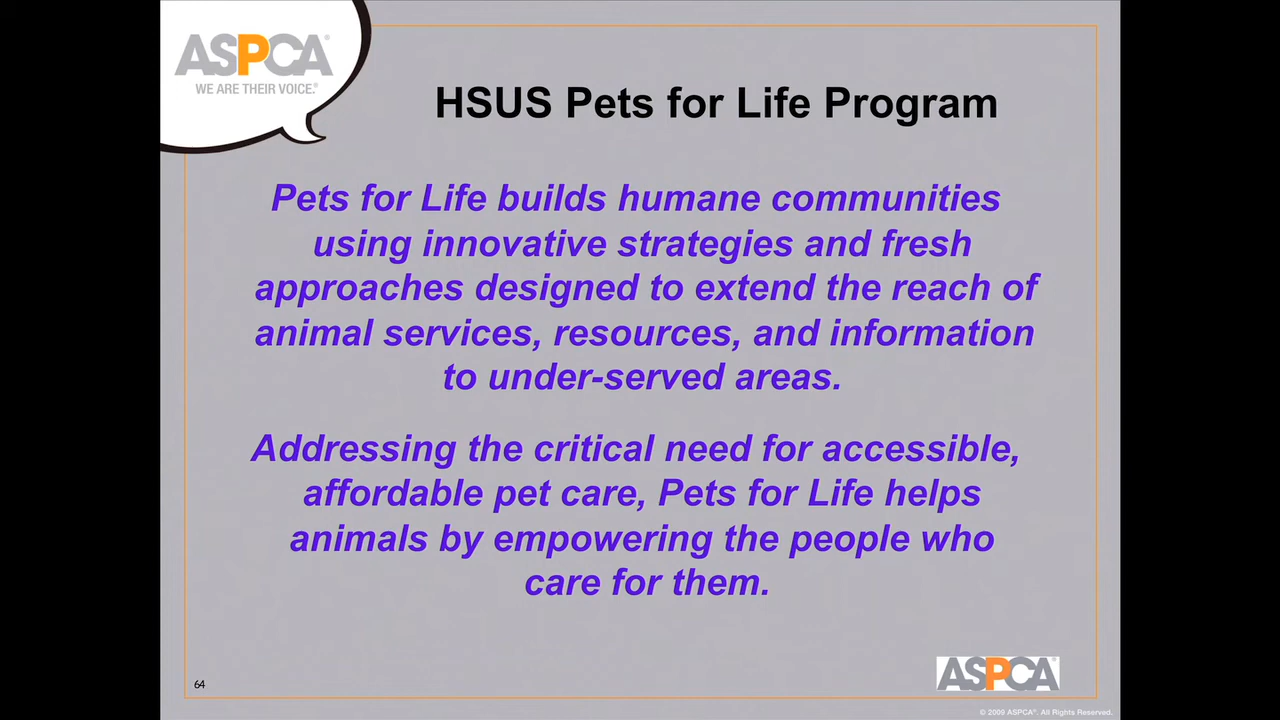 ASPCA®
WE ARE THEIR VOICE.®
HSUS Pets for Life Program
Pets for Life builds humane communities
using innovative strategies and fresh
approaches designed to extend the reach of
animal services, resources, and information
to under-served areas.
Addressing the critical need for accessible,
affordable pet care, Pets for Life helps
animals by empowering the people who
care for them.
64
ASPCA®
© 2009 ASPCA®. All Rights Reserved.